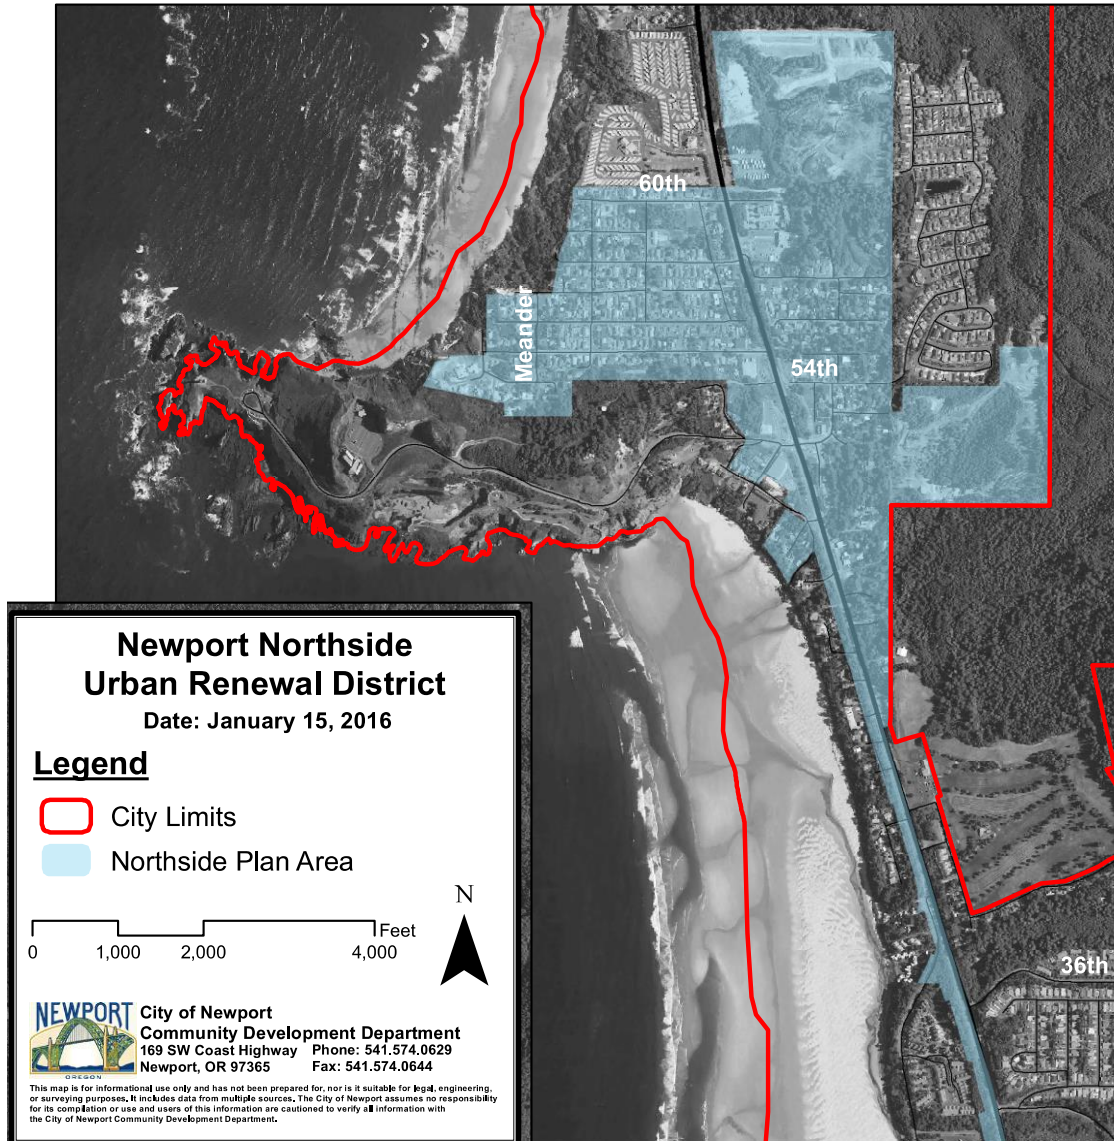 60th
Meander
54th
36th
Newport Northside
Urban Renewal District
Date: January 15, 2016
Legend
City Limits
Northside Plan Area
N
Feet
0 1,000 2,000 4,000
NEWPORT
OREGON
City of Newport
Community Development Department
169 SW Coast Highway Phone: 541.574.0629
Newport, OR 97365 Fax: 541.574.0644
This map is for informational use only and has not been prepared for, nor is it suitable for legal, engineering,
or surveying purposes. It includes data from multiple sources. The City of Newport assumes no responsibility
for its compilation or use and users of this information are cautioned to verify all information with
the City of Newport Community Development Department.